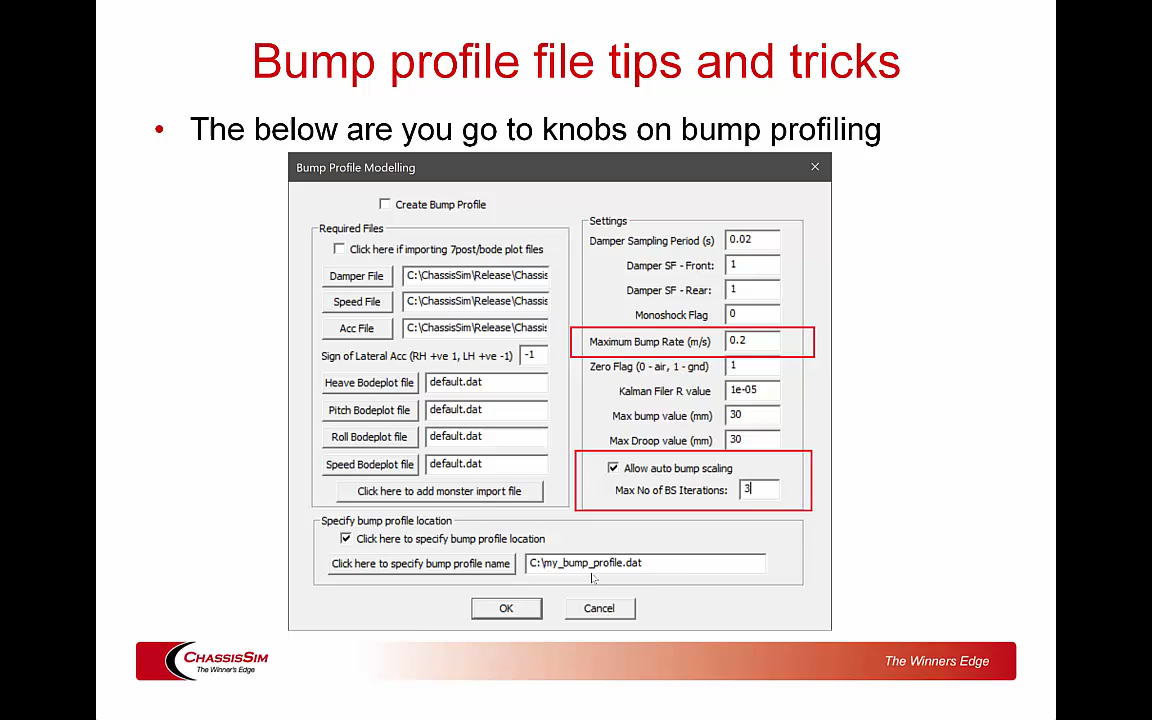 Bump profile file tips and tricks
• The below are you go to knobs on bump profiling
Bump Profile Modelling
Create Bump Profile
Required Files
Click here if importing 7post/bode plot files
Damper File C:\ChassisSim\Release\Chassis
Speed File C:\ChassisSim\Release\Chassis
Acc File C:\ChassisSim\Release\Chassis
Sign of Lateral Acc (RH +ve 1, LH +ve -1) -1
Heave Bodeplot file default.dat
Pitch Bodeplot file default.dat
Roll Bodeplot file default.dat
Speed Bodeplot file default.dat
Click here to add monster import file
Settings
Damper Sampling Period (s) 0.02
Damper SF - Front: 1
Damper SF - Rear: 1
Monoshock Flag 0
Maximum Bump Rate (m/s) 0.2
Zero Flag (0 - air, 1 - gnd) 1
Kalman Filer R value 1e-05
Max bump value (mm) 30
Max Droop value (mm) 30
Allow auto bump scaling
Max No of BS Iterations: 3
Specify bump profile location
Click here to specify bump profile location
Click here to specify bump profile name C:\my_bump_profile.dat
OK Cancel
CHASSISSIM
The Winner's Edge
The Winners Edge